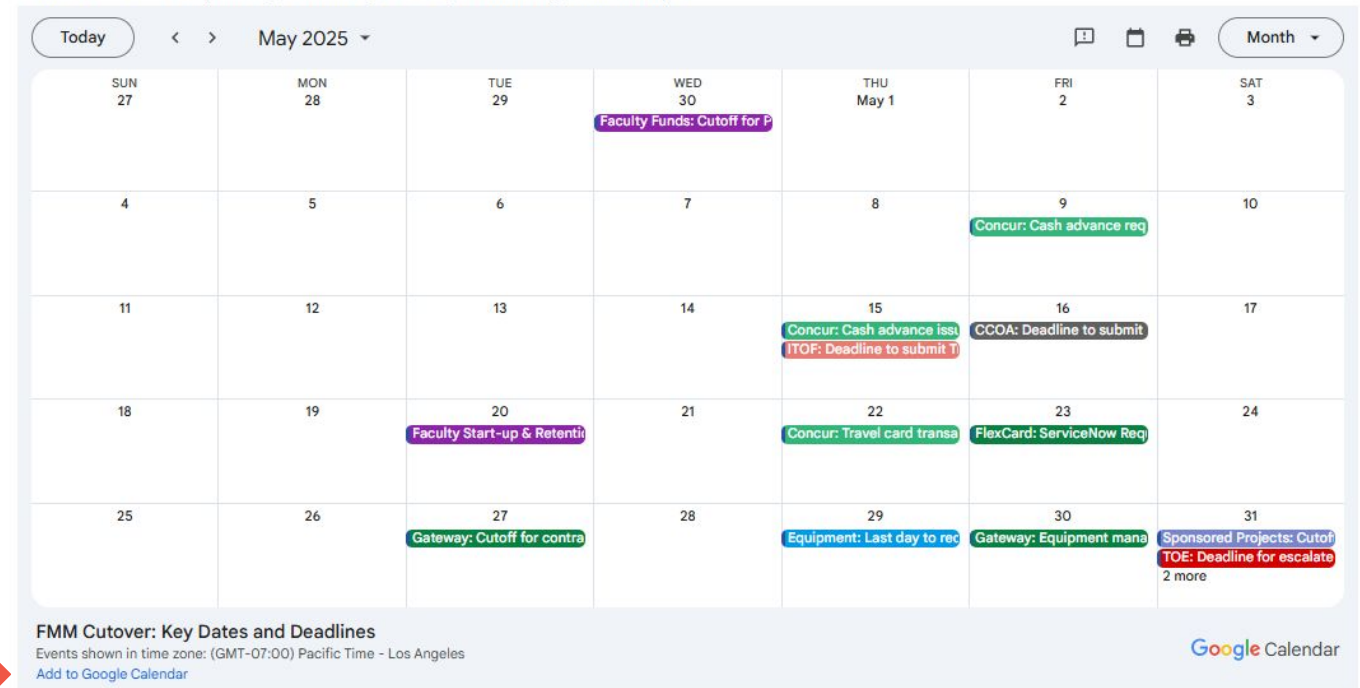 Today
May 2025
Month
SUN MON TUE WED THU FRI SAT
27 28 29 30 May 1 2 3
Faculty Funds: Cutoff for P
4 5 6 7 8 9 10
Concur: Cash advance req
11 12 13 14 15 16 17
Concur: Cash advance issu CCOA: Deadline to submit
ITOF: Deadline to submit T
18 19 20 21 22 23 24
Faculty Start-up & Retentio Concur: Travel card transa FlexCard: ServiceNow Requ
25 26 27 28 29 30 31
Gateway: Cutoff for contra Equipment: Last day to rec Gateway: Equipment mana Sponsored Projects: Cutof
TOE: Deadline for escalate
2 more
FMM Cutover: Key Dates and Deadlines
Events shown in time zone: (GMT-07:00) Pacific Time - Los Angeles
Add to Google Calendar
Google Calendar